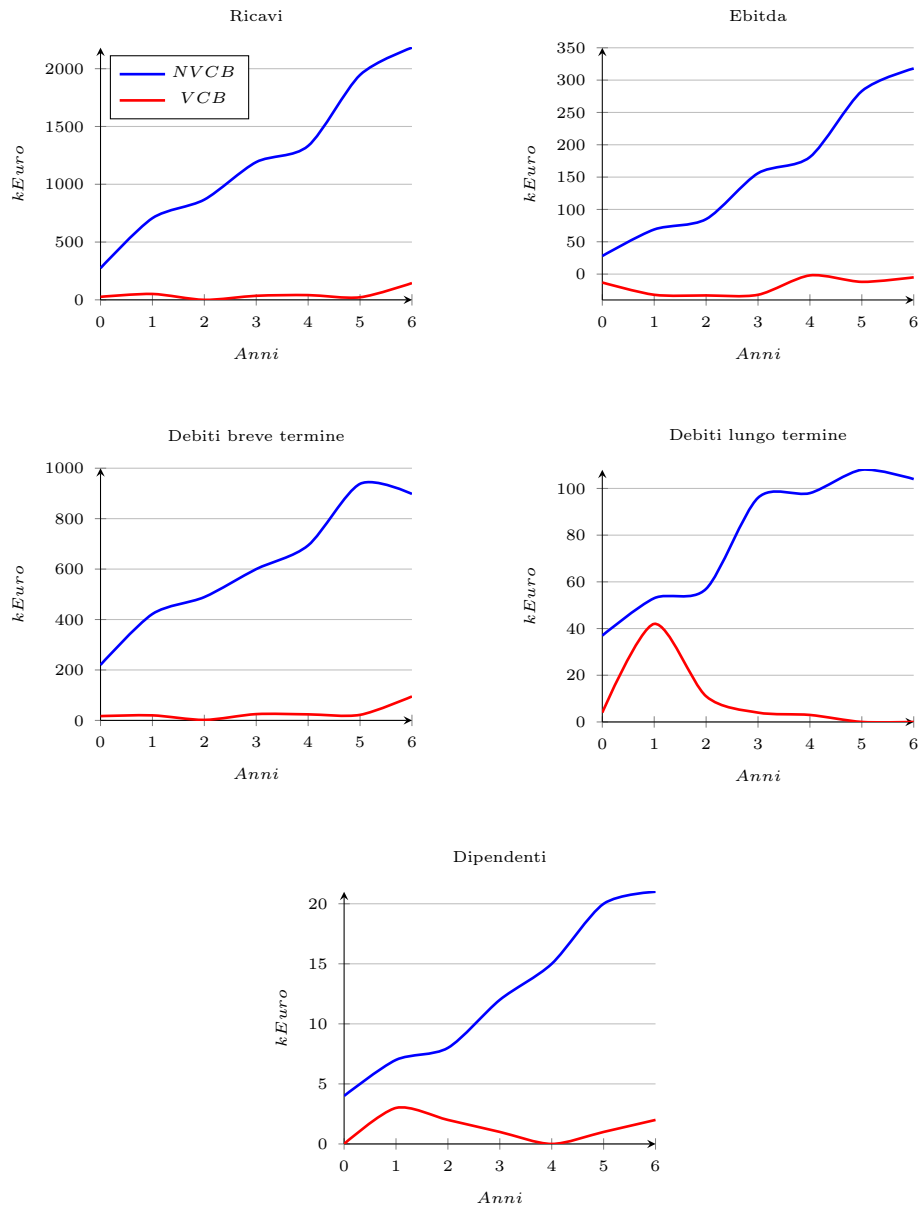 Ricavi
2000
1500
1000
500
0
kEuro
NVCB
VCB
0 1 2 3 4 5 6
Anni
Ebitda
350
300
250
200
150
100
50
0
kEuro
0 1 2 3 4 5 6
Anni
Debiti breve termine
1000
800
600
400
200
0
kEuro
0 1 2 3 4 5 6
Anni
Debiti lungo termine
100
80
60
40
20
0
kEuro
0 1 2 3 4 5 6
Anni
Dipendenti
20
15
10
5
0
kEuro
0 1 2 3 4 5 6
Anni